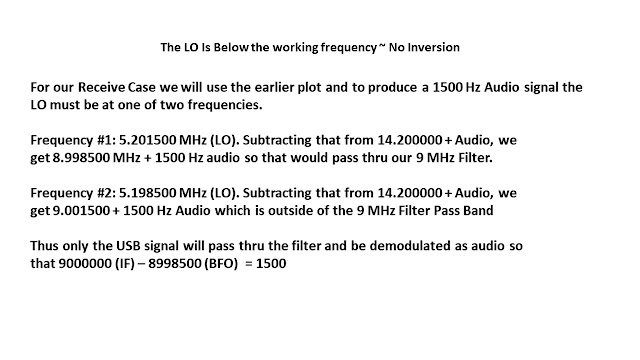 The LO Is Below the working frequency ~ No Inversion
For our Receive Case we will use the earlier plot and to produce a 1500 Hz Audio signal the
LO must be at one of two frequencies.
Frequency #1: 5.201500 MHz (LO). Subtracting that from 14.200000 + Audio, we
get 8.998500 MHz + 1500 Hz audio so that would pass thru our 9 MHz Filter.
Frequency #2: 5.198500 MHz (LO). Subtracting that from 14.200000 + Audio, we
get 9.001500 + 1500 Hz Audio which is outside of the 9 MHz Filter Pass Band
Thus only the USB signal will pass thru the filter and be demodulated as audio so
that 9000000 (IF) – 8998500 (BFO) = 1500